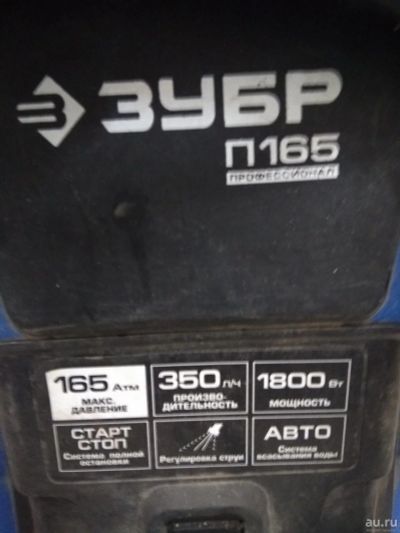 ЗУБР
П165
ПРОФЕССИОНАЛ
165 Атм
МАКС.
ДАВЛЕНИЕ
350 Л/Ч
ПРОИЗВО-
ДИТЕЛЬНОСТЬ
1800 Вт
МОЩНОСТЬ
СТАРТ
СТОП
Система полной
остановки
Регулировка струи
АВТО
Система
всасывания воды
au.ru